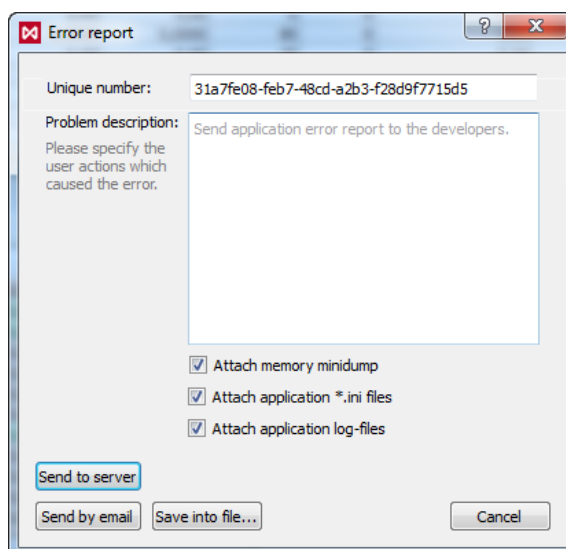 Error report
Unique number:
31a7fe08-feb7-48cd-a2b3-f28d9f7715d5
Problem description:
Send application error report to the developers.
Please specify the
user actions which
caused the error.
Attach memory minidump
Attach application *.ini files
Attach application log-files
Send to server
Send by email
Save into file...
Cancel